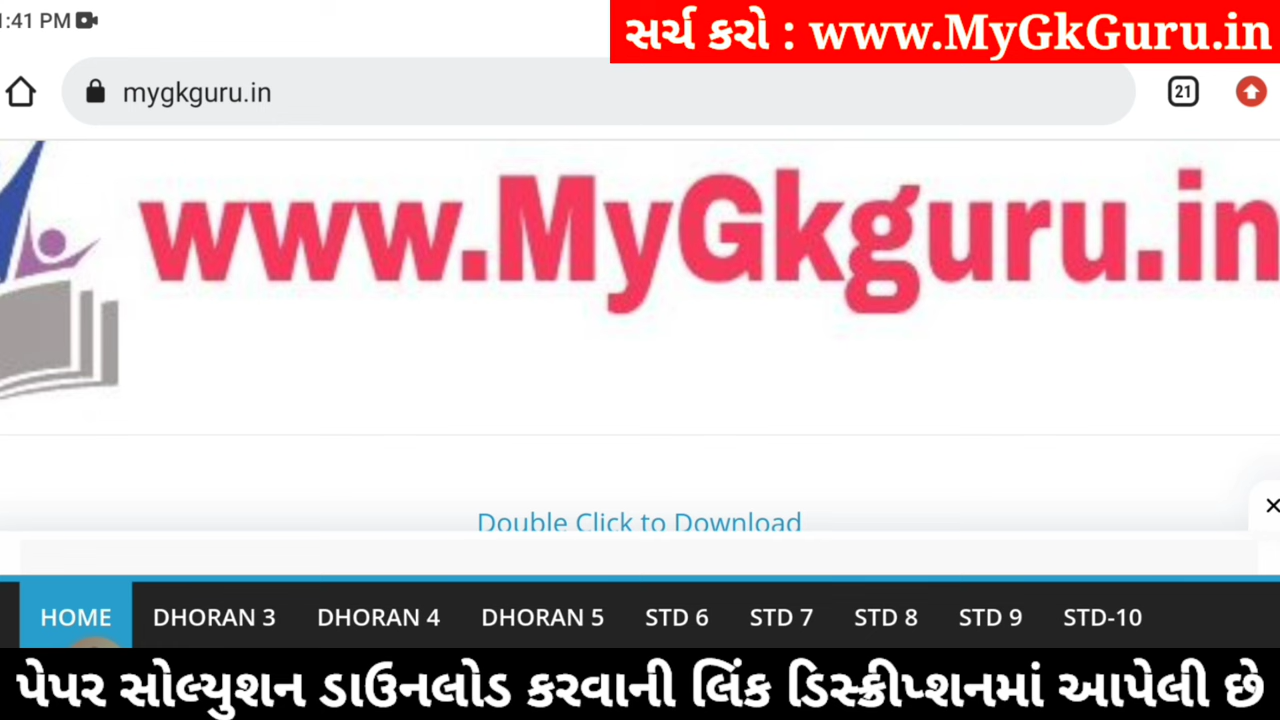 1:41 PM
સર્ચ કરો : www.MyGkGuru.in
mygkguru.in
21
www.MyGkguru.in
Double Click to Download
HOME DHORAN 3 DHORAN 4 DHORAN 5 STD 6 STD 7 STD 8 STD 9 STD-10
પેપર સોલ્યુશન ડાઉનલોડ કરવાની લિંક ડિસ્ક્રીપ્શનમાં આપેલી છે